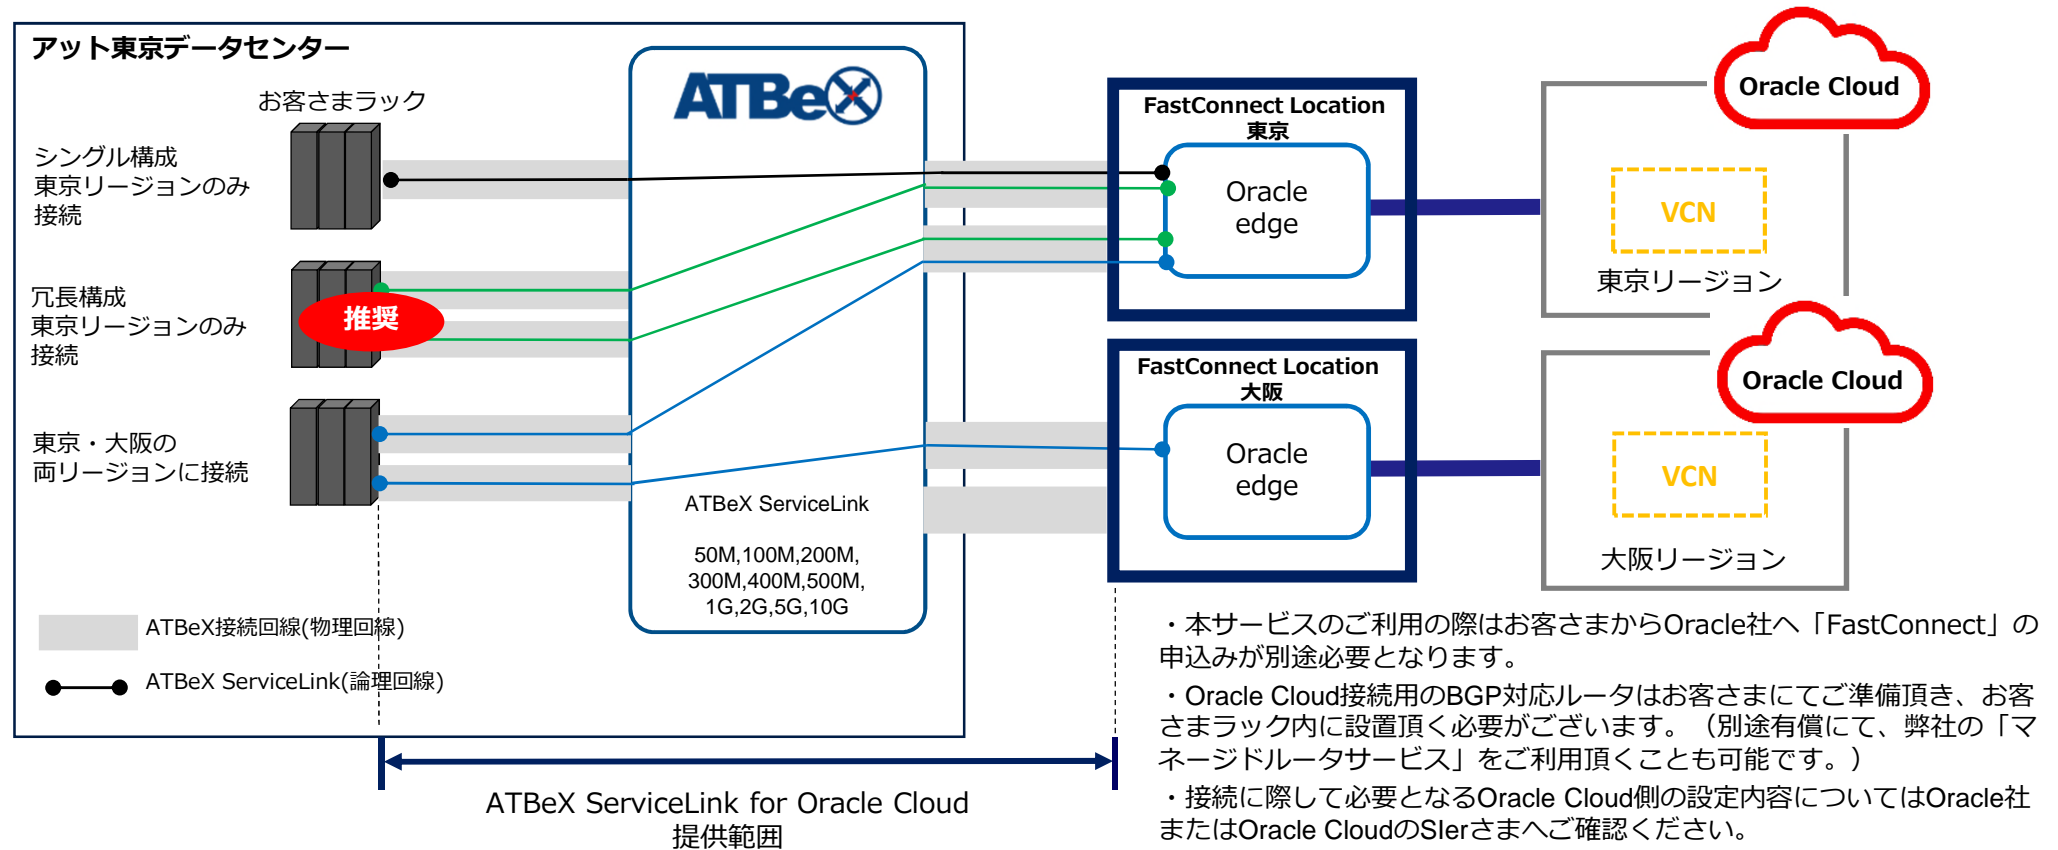 アット東京データセンター
お客さまラック
シングル構成
東京リージョンのみ
接続
冗長構成
東京リージョンのみ
接続
推奨
東京・大阪の
両リージョンに接続
ATBeX
ATBeX ServiceLink
50M,100M,200M,
300M,400M,500M,
1G,2G,5G,10G
ATBeX接続回線(物理回線)
ATBeX ServiceLink(論理回線)
FastConnect Location
東京
Oracle
edge
Oracle Cloud
VCN
東京リージョン
FastConnect Location
大阪
Oracle
edge
Oracle Cloud
VCN
大阪リージョン
ATBeX ServiceLink for Oracle Cloud
提供範囲
・本サービスのご利用の際はお客さまからOracle社へ「FastConnect」の
申込みが別途必要となります。
・Oracle Cloud接続用のBGP対応ルータはお客さまにてご準備頂き、お客
さまラック内に設置頂く必要がございます。（別途有償にて、弊社の「マ
ネージドルータサービス」をご利用頂くことも可能です。）
・接続に際して必要となるOracle Cloud側の設定内容についてはOracle社
またはOracle CloudのSIerさまへご確認ください。